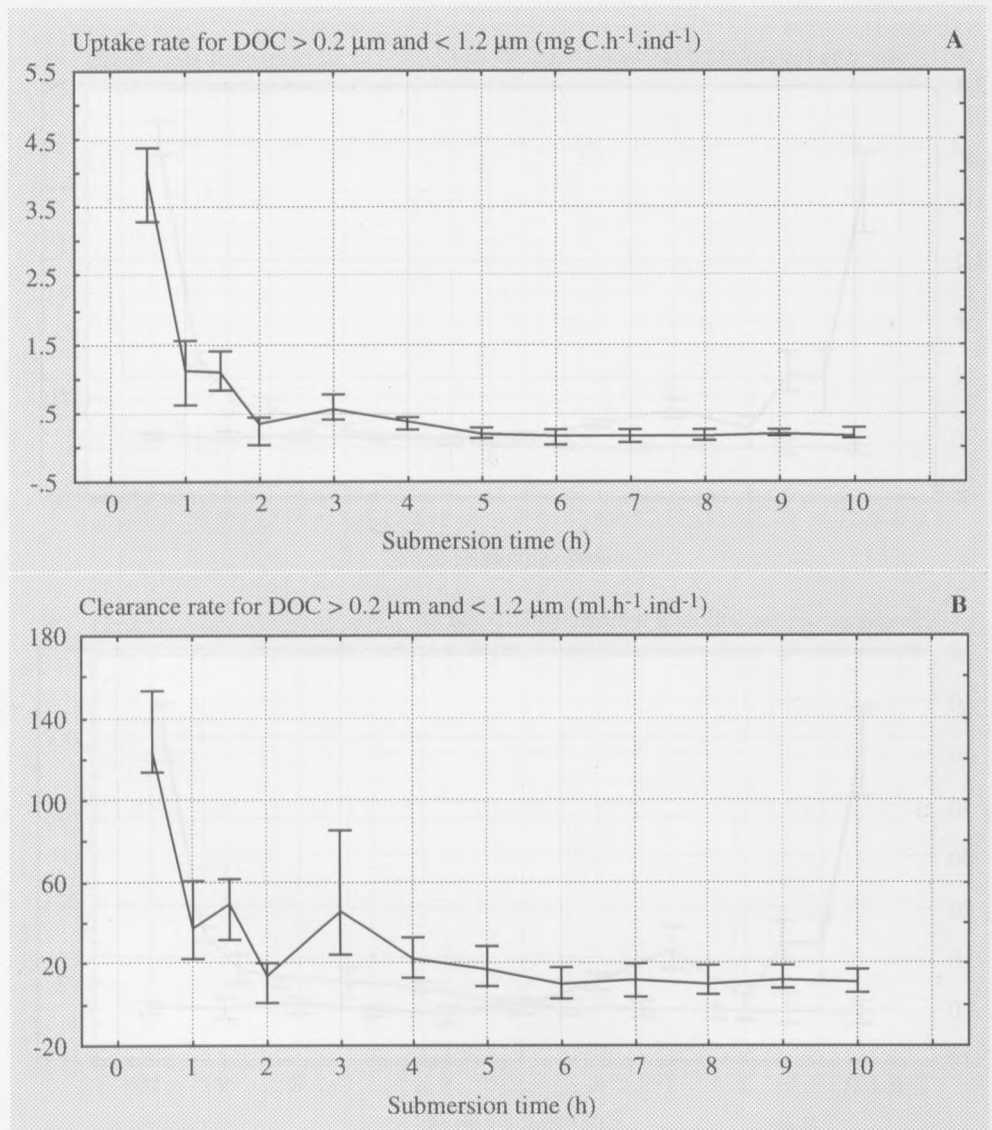 Uptake rate for DOC > 0.2 µm and < 1.2 µm (mg C.h-1.ind-1) A
5.5
4.5
3.5
2.5
1.5
.5
-.5
0 1 2 3 4 5 6 7 8 9 10
Submersion time (h)
Clearance rate for DOC > 0.2 µm and < 1.2 µm (ml.h-1.ind-1) B
180
140
100
60
20
-20
0 1 2 3 4 5 6 7 8 9 10
Submersion time (h)